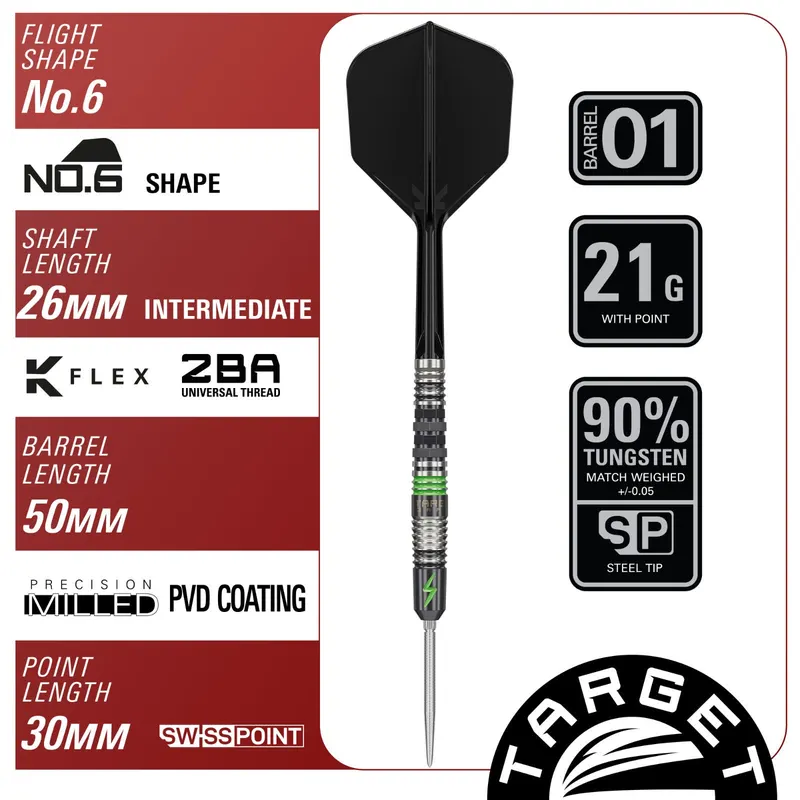 FLIGHT
SHAPE
No.6
NO.6 SHAPE
SHAFT
LENGTH
26MM INTERMEDIATE
K FLEX
ZBA
UNIVERSAL THREAD
BARREL
LENGTH
50MM
PRECISION
MILLED
PVD COATING
POINT
LENGTH
30MM
SWISSPOINT
BARREL
01
21G
WITH POINT
90%
TUNGSTEN
MATCH WEIGHED
+/-0.05
SP
STEEL TIP
TARGET